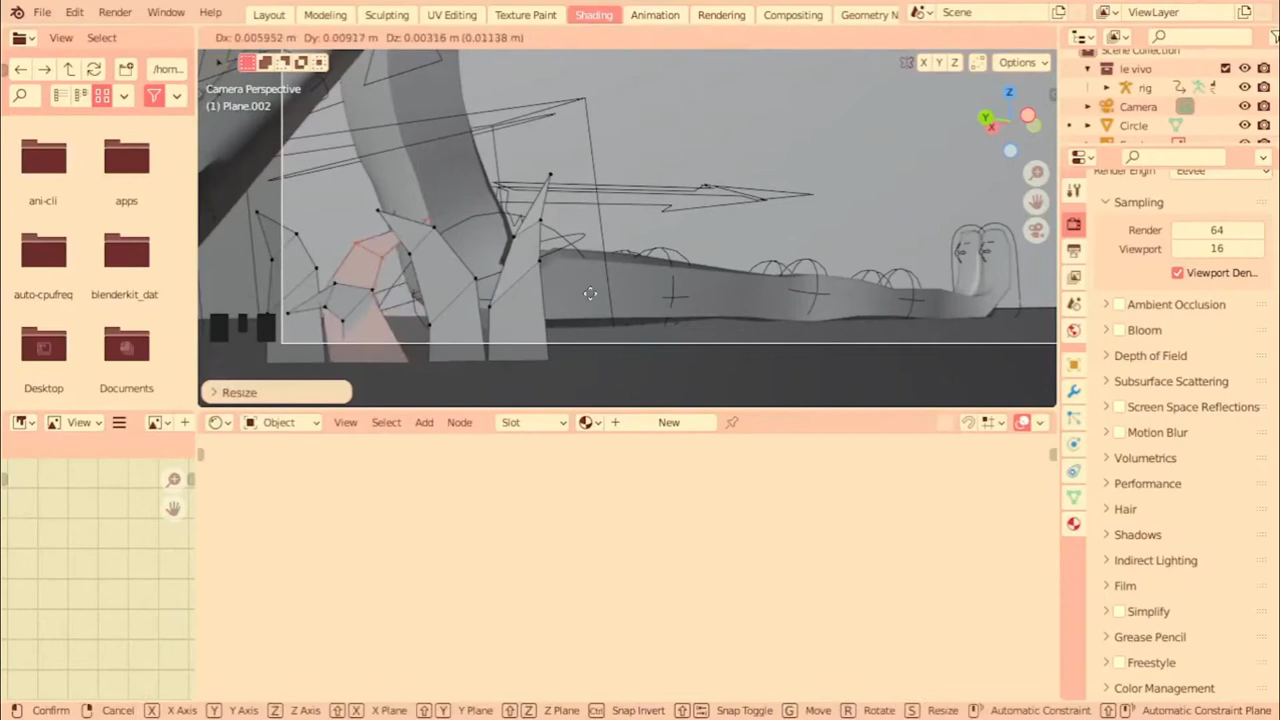 File Edit Render Window Help
Layout Modeling Sculpting UV Editing Texture Paint Shading Animation Rendering Compositing Geometry N
Scene
ViewLayer
View Select
Dx: 0.005952 m Dy: 0.00917 m Dz: 0.00316 m (0.01138 m)
/hom...
X Y Z
Options
Camera Perspective
(1) Plane.002
Z
Y
X
Scene Collection
le vivo
rig
Camera
Circle
ani-cli
apps
auto-cpufreq
blenderkit_dat
Desktop
Documents
Resize
Render Engin Eevee
Sampling
Render 64
Viewport 16
Viewport Den...
Ambient Occlusion
Bloom
Depth of Field
Subsurface Scattering
Screen Space Reflections
Motion Blur
Volumetrics
Performance
Hair
Shadows
Indirect Lighting
Film
Simplify
Grease Pencil
Freestyle
Color Management
View
Object View Select Add Node Slot New
Confirm Cancel X X Axis Y Y Axis Z Z Axis X X Plane Y Y Plane Z Z Plane Ctrl Snap Invert Snap Toggle G Move R Rotate S Resize Automatic Constraint Automatic Constraint Plane